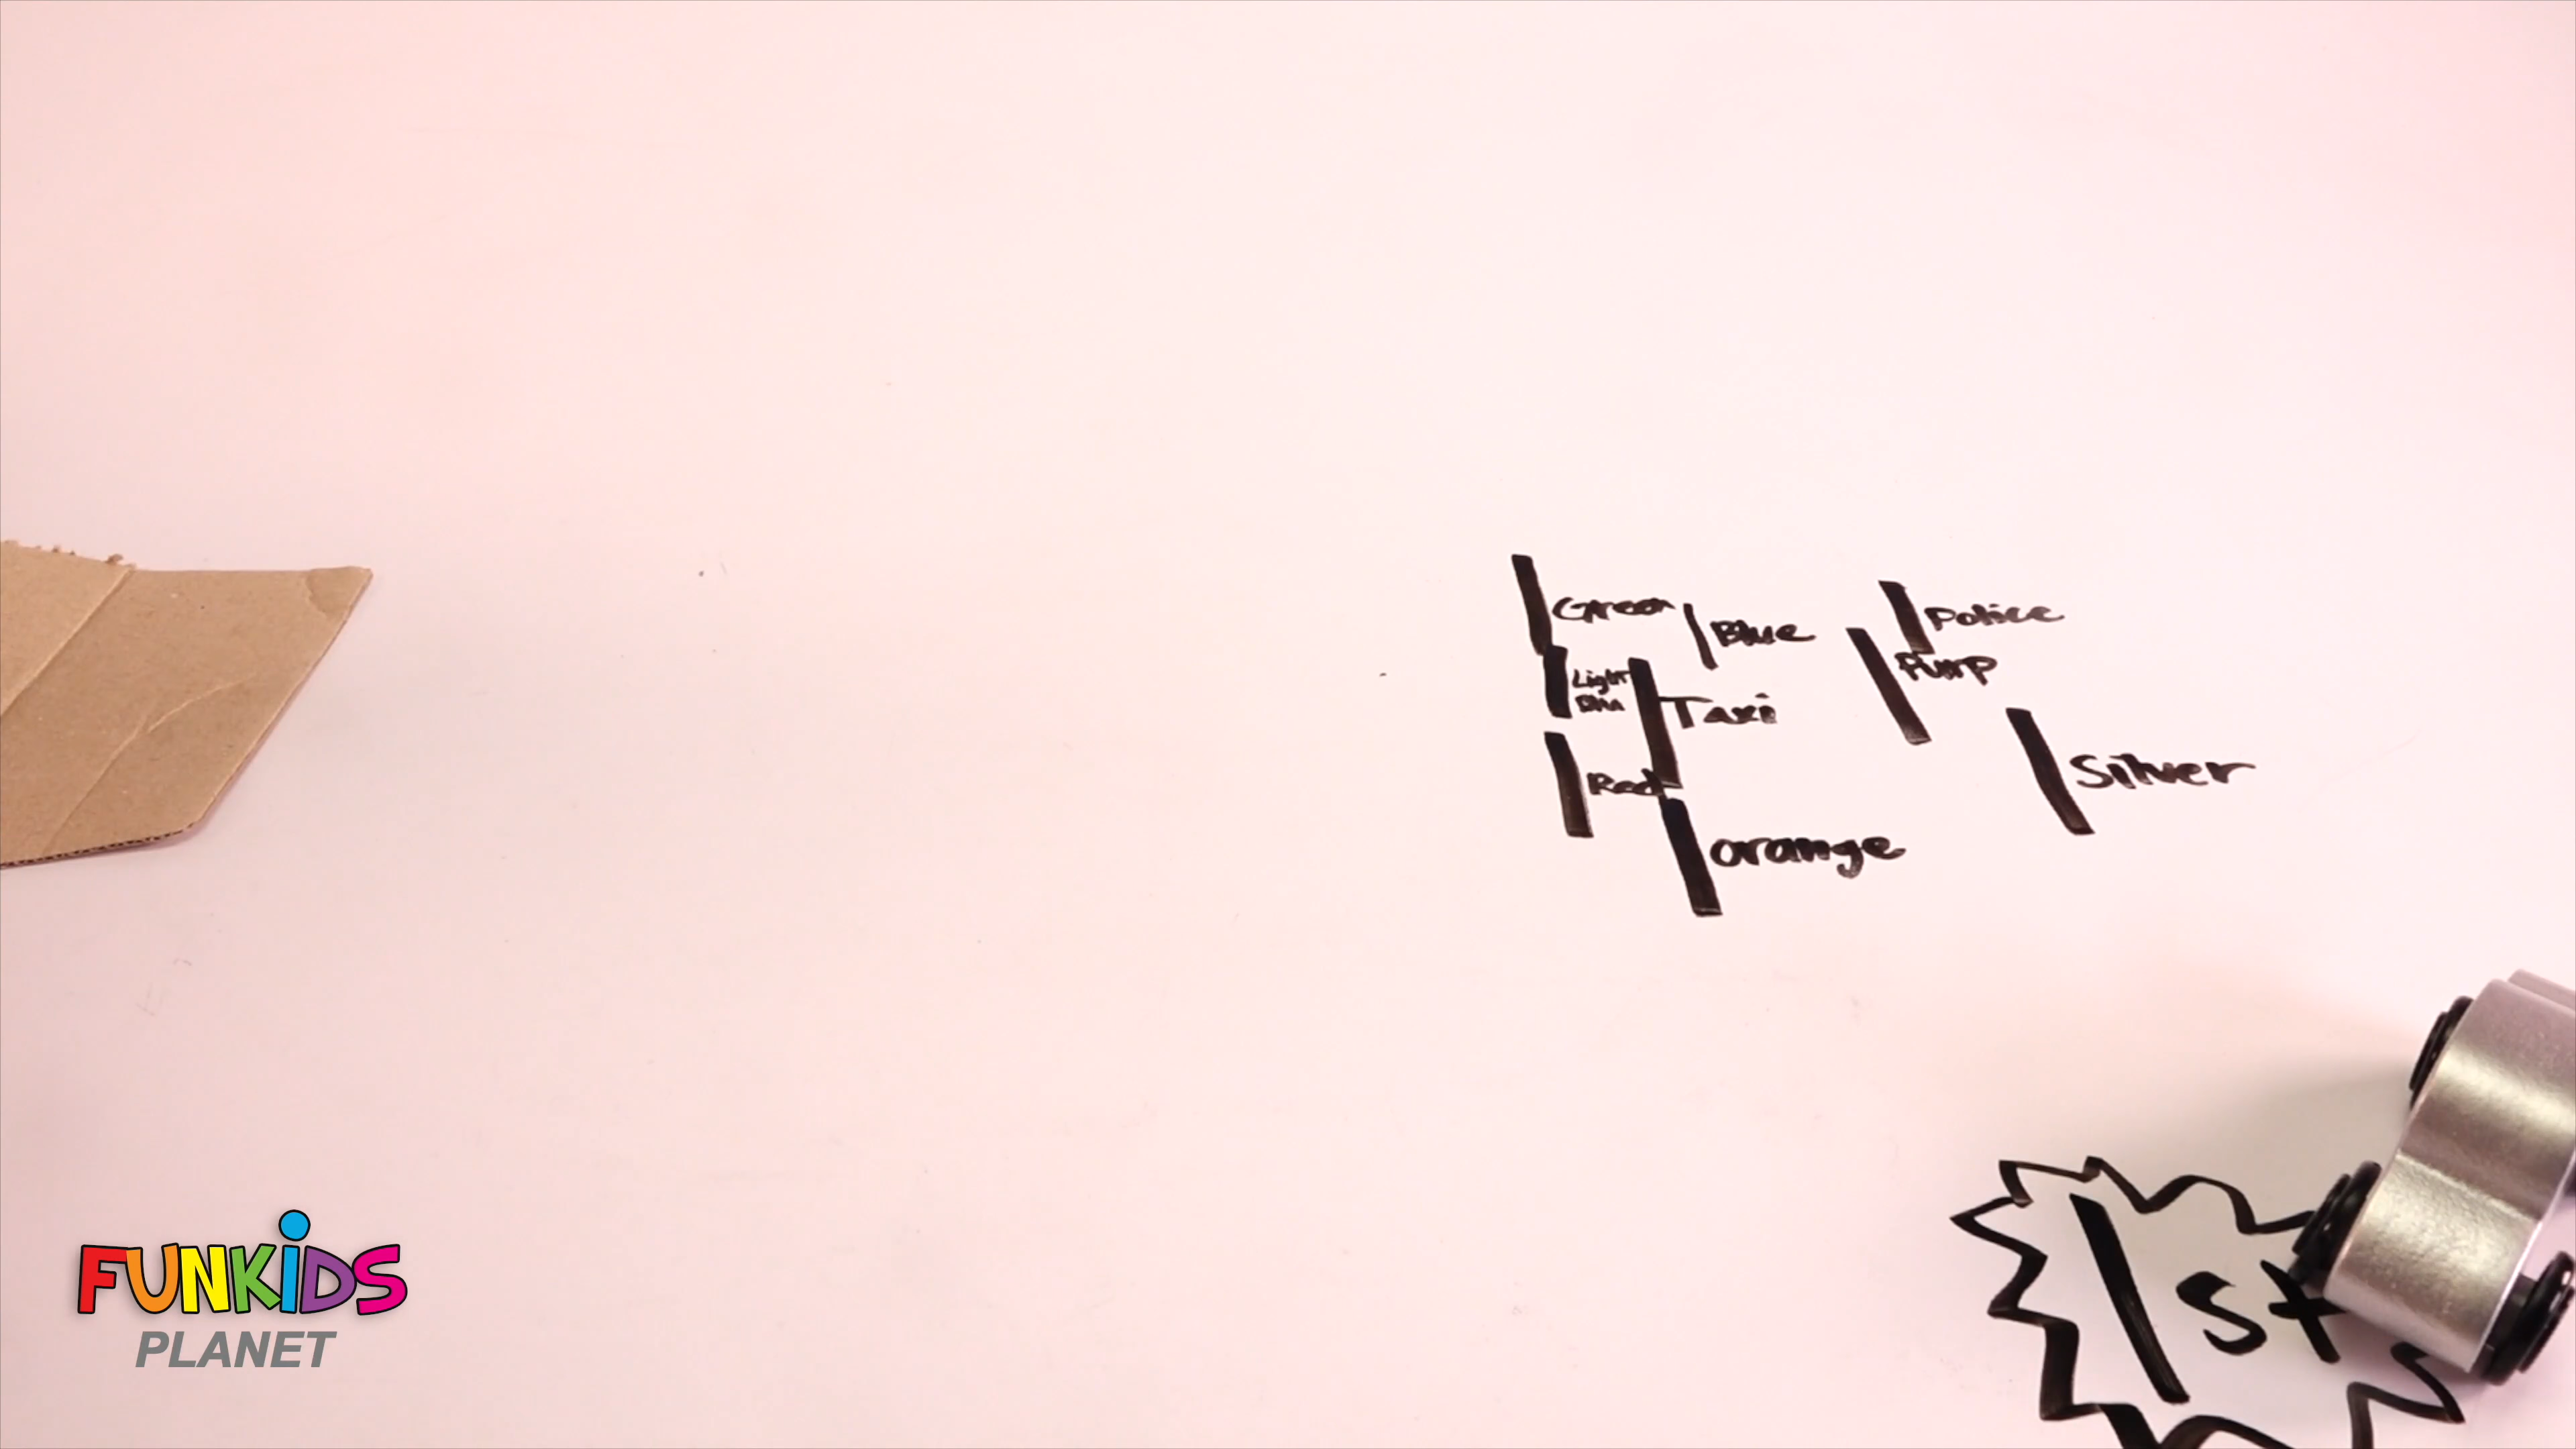 Green
Blue
Police
Purp
Light
Blu
Taxi
Red
Silver
orange
1st
FUNKiDS
PLANET